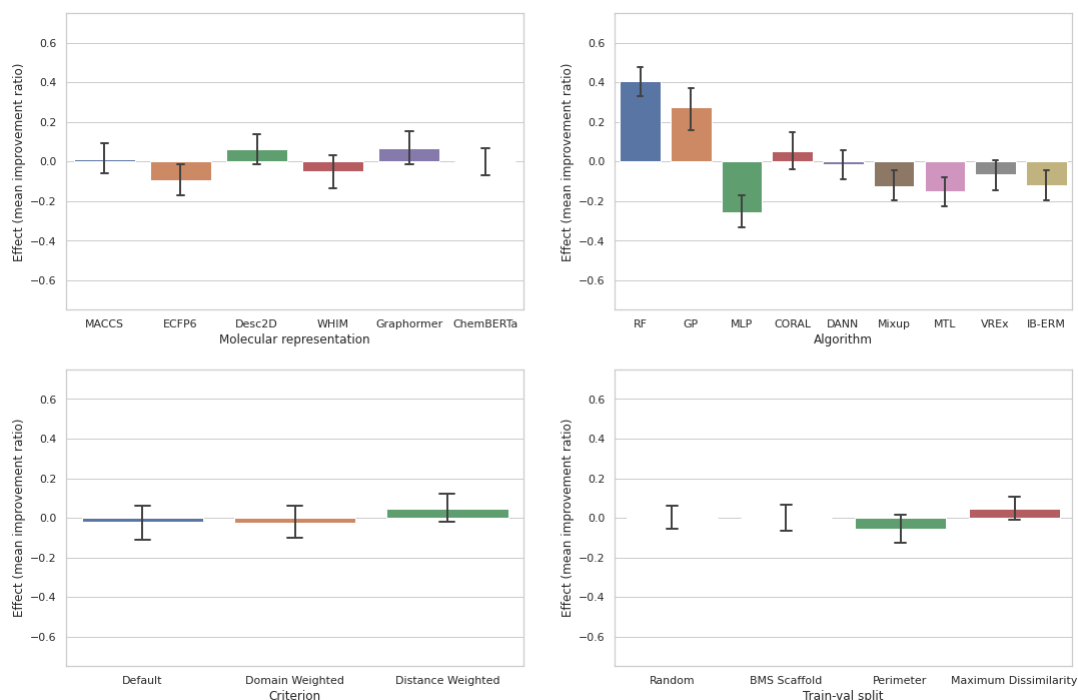 Effect (mean improvement ratio)
0.6
0.4
0.2
0.0
−0.2
−0.4
−0.6
MACCS ECFP6 Desc2D WHIM Graphormer ChemBERTa
Molecular representation
Effect (mean improvement ratio)
0.6
0.4
0.2
0.0
−0.2
−0.4
−0.6
RF GP MLP CORAL DANN Mixup MTL VREx IB-ERM
Algorithm
Effect (mean improvement ratio)
0.6
0.4
0.2
0.0
−0.2
−0.4
−0.6
Default Domain Weighted Distance Weighted
Criterion
Effect (mean improvement ratio)
0.6
0.4
0.2
0.0
−0.2
−0.4
−0.6
Random BMS Scaffold Perimeter Maximum Dissimilarity
Train-val split